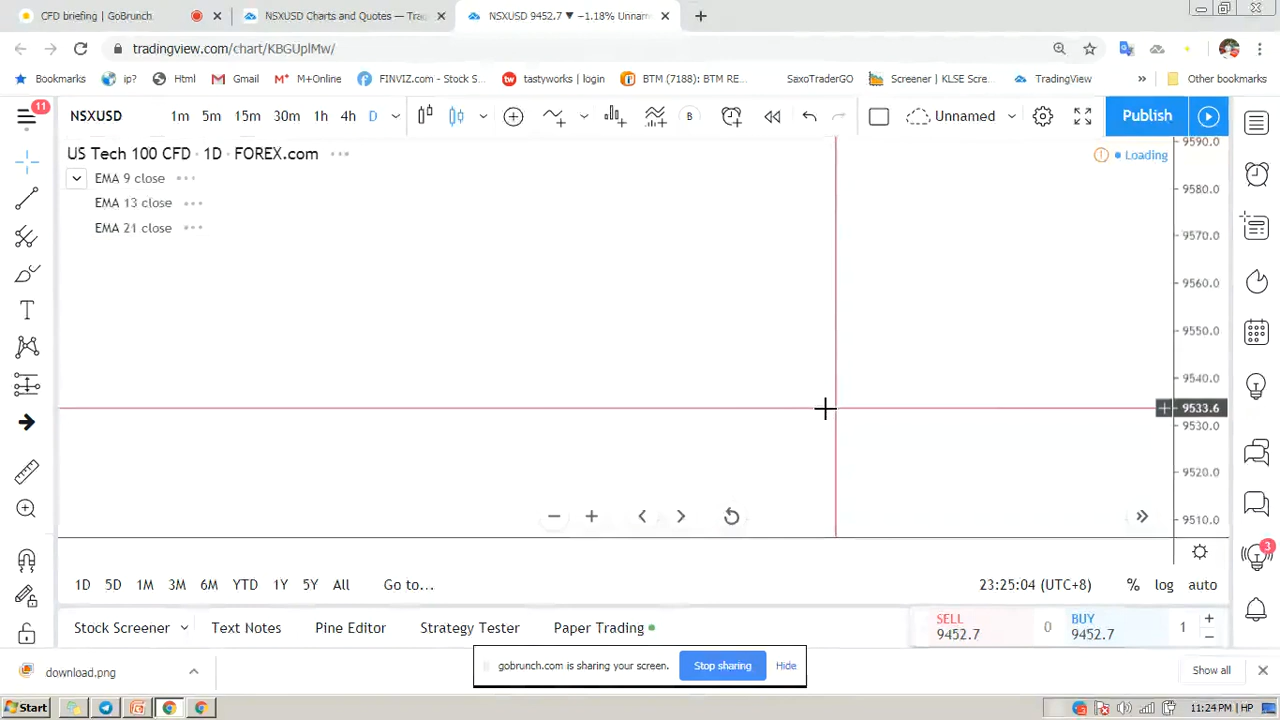 CFD briefing | GoBrunch.
NSXUSD Charts and Quotes — Trad
NSXUSD 9452.7 ▼ −1.18% Unnam
tradingview.com/chart/KBGUplMw/
Bookmarks
ip?
Html
Gmail
M+Online
FINVIZ.com - Stock S...
tastyworks | login
BTM (7188): BTM RE...
SaxoTraderGO
Screener | KLSE Scre...
TradingView
»
Other bookmarks
11
NSXUSD
1m
5m
15m
30m
1h
4h
D
B
Unnamed
Publish
US Tech 100 CFD · 1D · FOREX.com
Loading
EMA 9 close
EMA 13 close
EMA 21 close
9590.0
9580.0
9570.0
9560.0
9550.0
9540.0
9533.6
9530.0
9520.0
9510.0
1D
5D
1M
3M
6M
YTD
1Y
5Y
All
Go to...
23:25:04 (UTC+8)
%
log
auto
3
Stock Screener
Text Notes
Pine Editor
Strategy Tester
Paper Trading
SELL
9452.7
0
BUY
9452.7
1
download.png
gobrunch.com is sharing your screen.
Stop sharing
Hide
Show all
Start
11:24 PM
HP